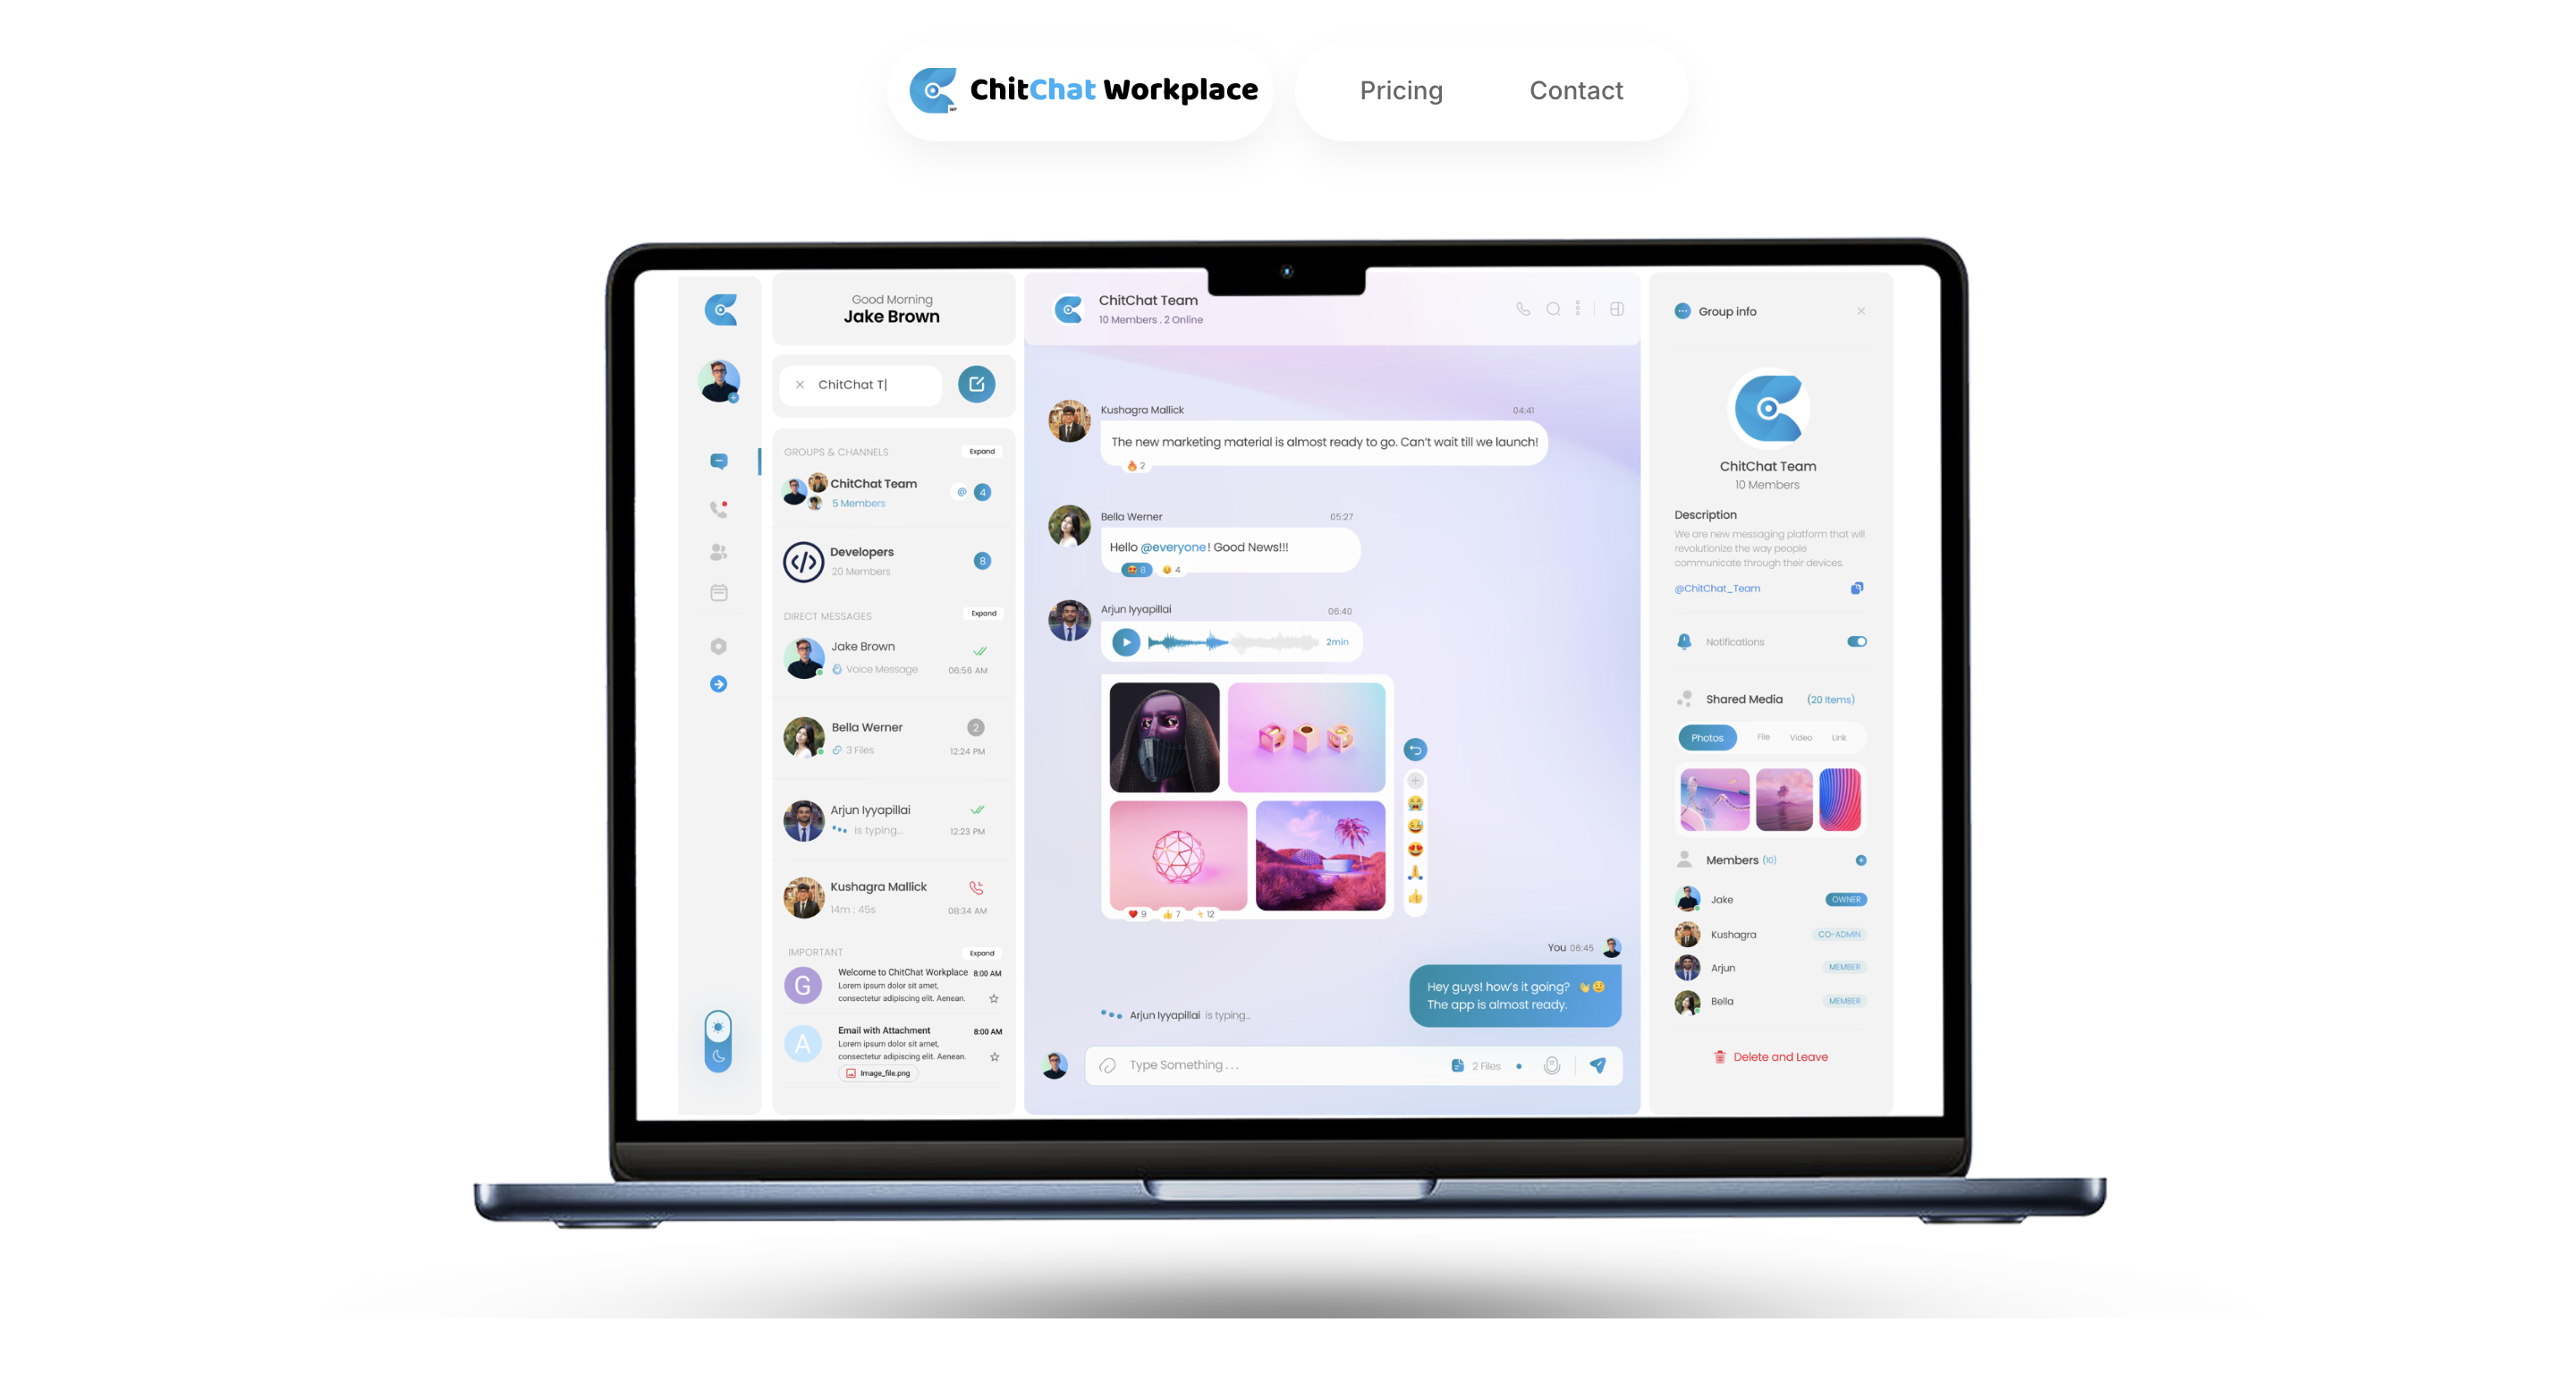 ChitChat Workplace
Pricing
Contact
Good Morning
Jake Brown
ChitChat T
GROUPS & CHANNELS
Expand
ChitChat Team
5 Members
@
4
Developers
20 Members
8
DIRECT MESSAGES
Expand
Jake Brown
Voice Message
06:56 AM
Bella Werner
2
3 Files
12:24 PM
Arjun Iyyapillai
is typing...
12:23 PM
Kushagra Mallick
14m : 45s
08:34 AM
IMPORTANT
Expand
G
Welcome to ChitChat Workplace 8:00 AM
Lorem ipsum dolor sit amet,
consectetur adipiscing elit. Aenean.
A
Email with Attachment 8:00 AM
Lorem ipsum dolor sit amet,
consectetur adipiscing elit. Aenean.
Image_file.png
ChitChat Team
10 Members . 2 Online
Kushagra Mallick 04:41
The new marketing material is almost ready to go. Can't wait till we launch!
2
Bella Werner 05:27
Hello @everyone! Good News!!!
8 4
Arjun Iyyapillai 06:40
2min
9 7 12
You 06:45
Hey guys! how's it going?
The app is almost ready.
Arjun Iyyapillai is typing...
Type Something . . .
2 Files
Group info
ChitChat Team
10 Members
Description
We are new messaging platform that will
revolutionize the way people
communicate through their devices.
@ChitChat_Team
Notifications
Shared Media (20 Items)
Photos File Video Link
Members (10)
Jake OWNER
Kushagra CO-ADMIN
Arjun MEMBER
Bella MEMBER
Delete and Leave